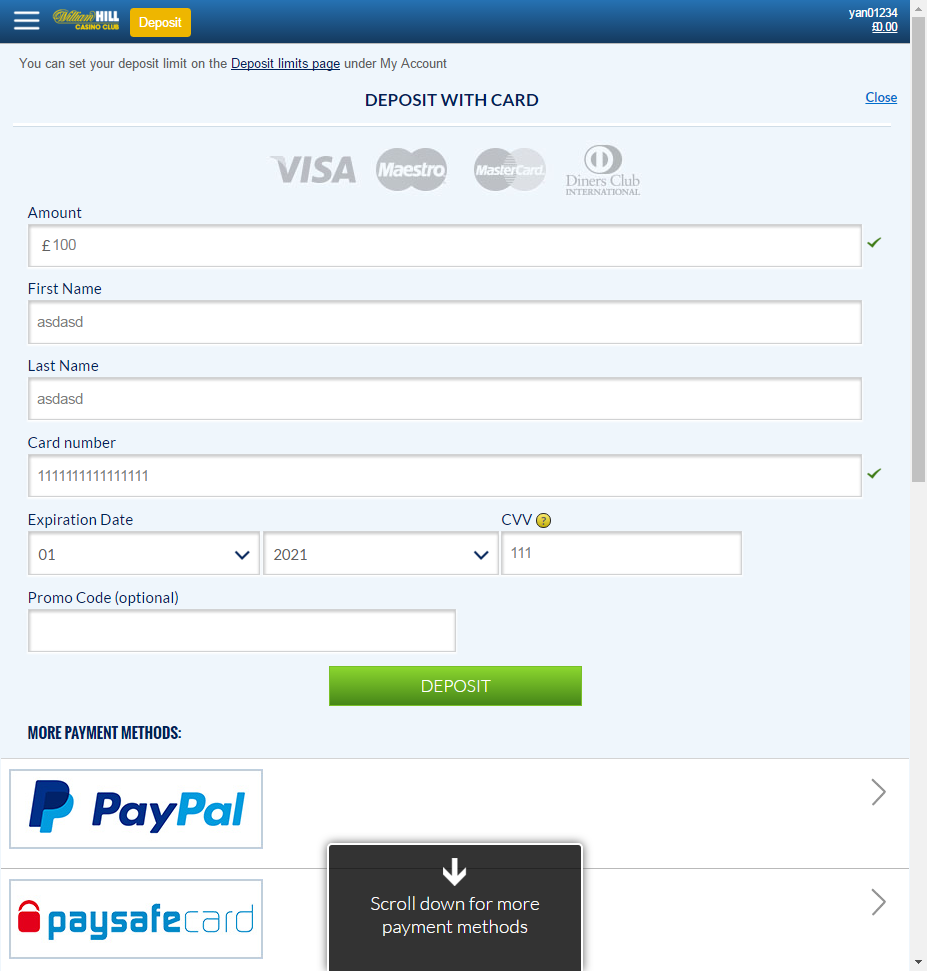 William HILL
CASINO CLUB
Deposit
yan01234
£0.00
You can set your deposit limit on the Deposit limits page under My Account
DEPOSIT WITH CARD
Close
VISA
Maestro
MasterCard
Diners Club
INTERNATIONAL
Amount
£100
First Name
asdasd
Last Name
asdasd
Card number
1111111111111111
Expiration Date
CVV ?
01
2021
111
Promo Code (optional)
DEPOSIT
MORE PAYMENT METHODS:
PayPal
Scroll down for more
payment methods
paysafecard